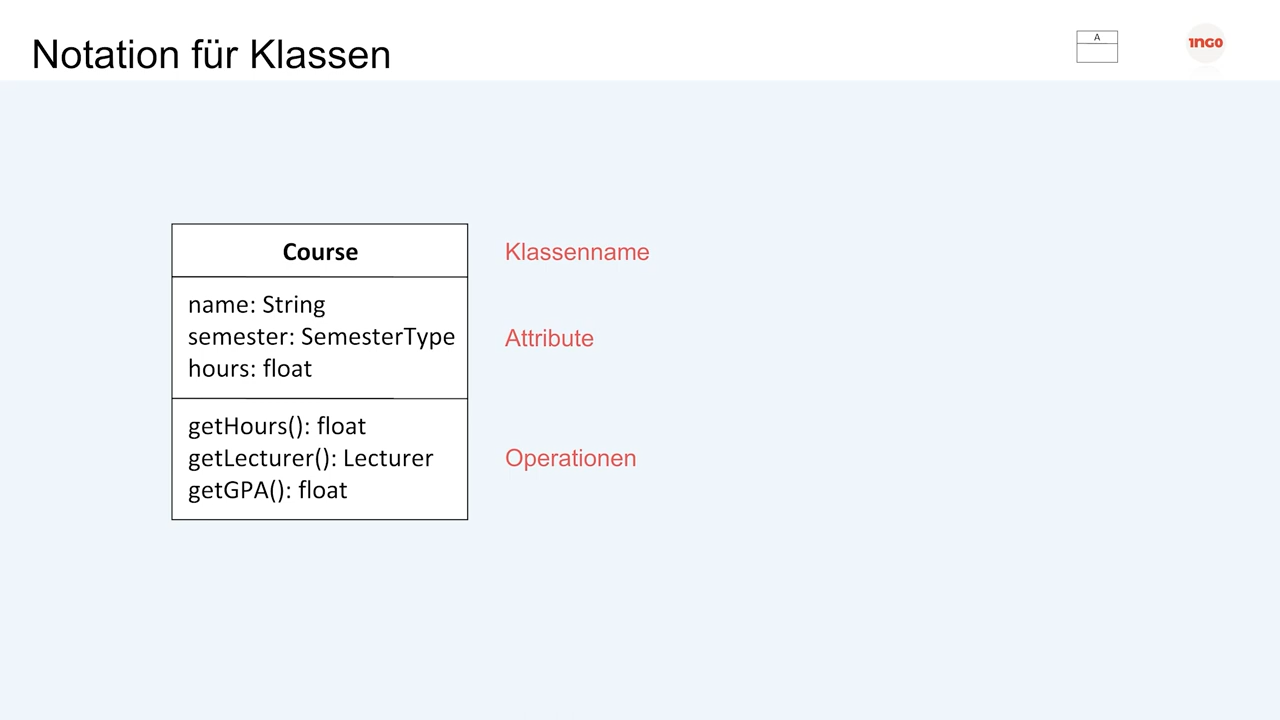 Notation für Klassen
A
1NG0
Course
Klassenname
name: String
semester: SemesterType
hours: float
Attribute
getHours(): float
getLecturer(): Lecturer
getGPA(): float
Operationen